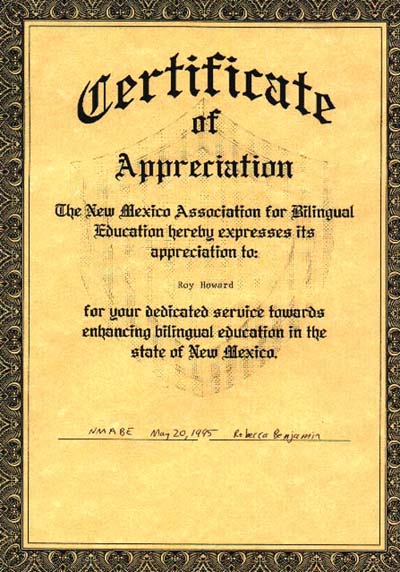 Certificate
of
Appreciation
The New Mexico Association for Bilingual
Education hereby expresses its
appreciation to:
Roy Howard
for your dedicated service towards
enhancing bilingual education in the
state of New Mexico.
NMABE May 20, 1995 Rebecca Benjamin